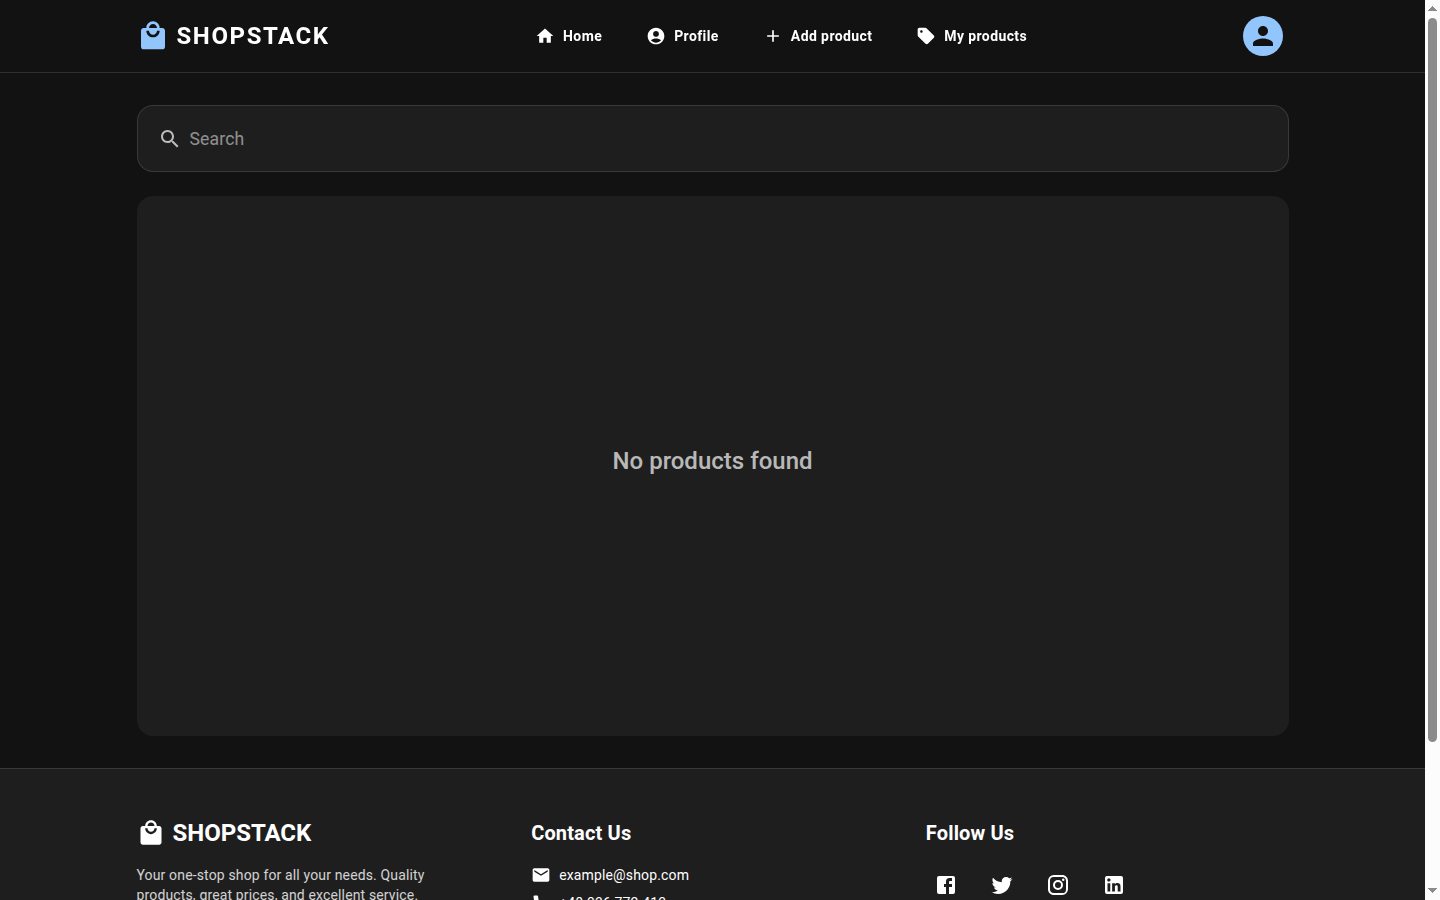 SHOPSTACK
Home
Profile
Add product
My products
Search
No products found
SHOPSTACK
Your one-stop shop for all your needs. Quality
products, great prices, and excellent service.
Contact Us
example@shop.com
Follow Us